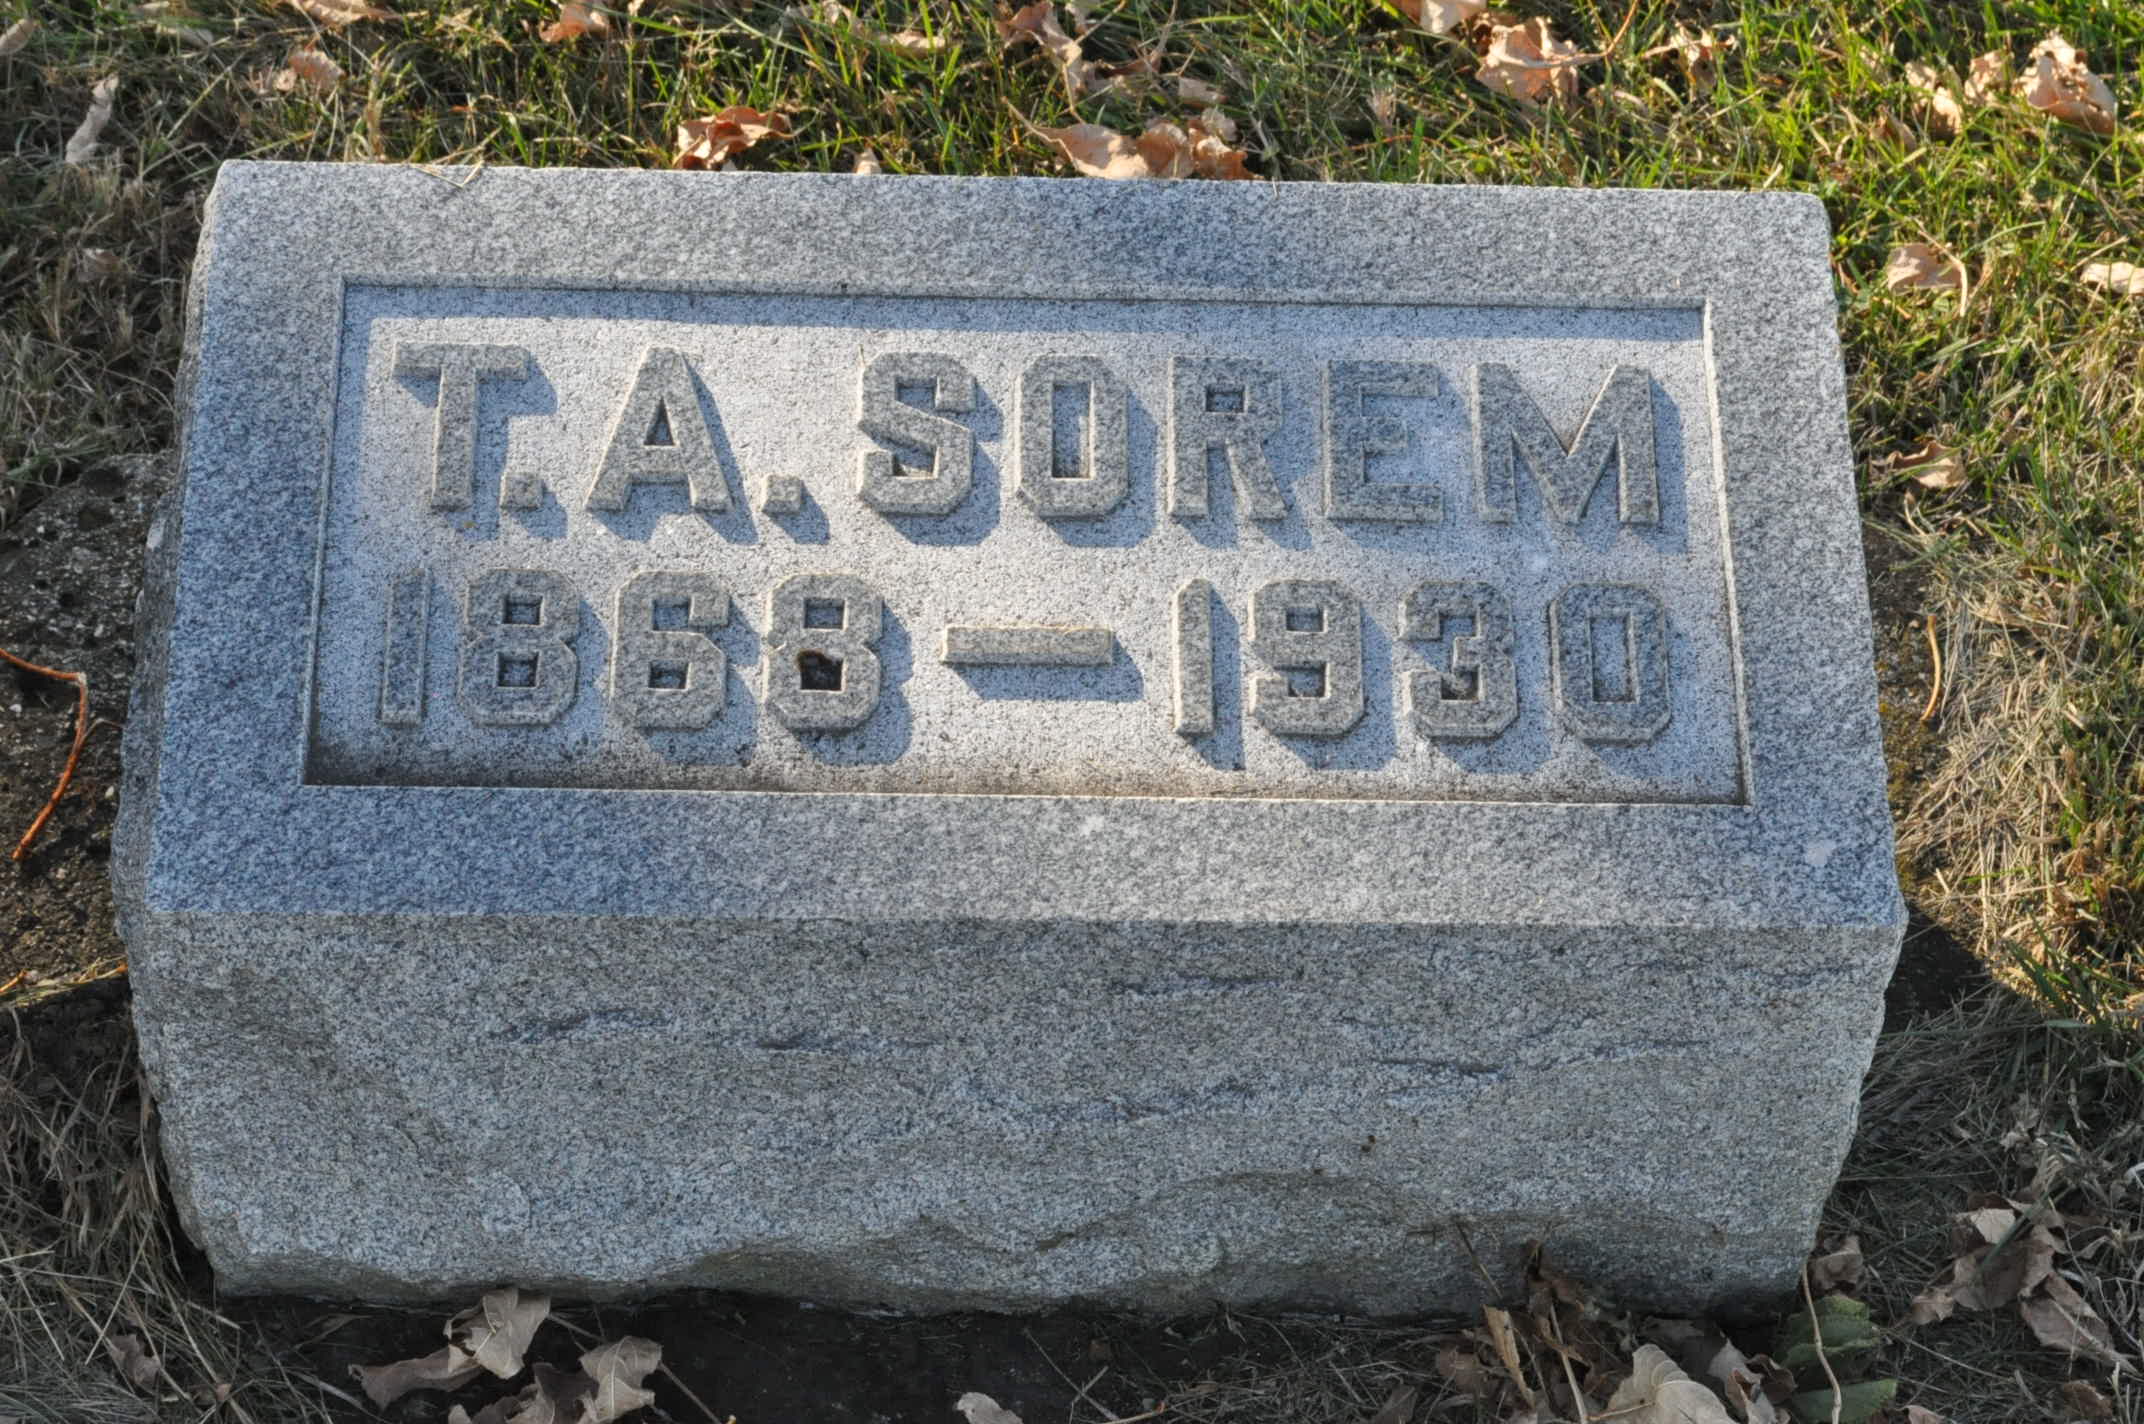 T. A. SOREM
1868 — 1930